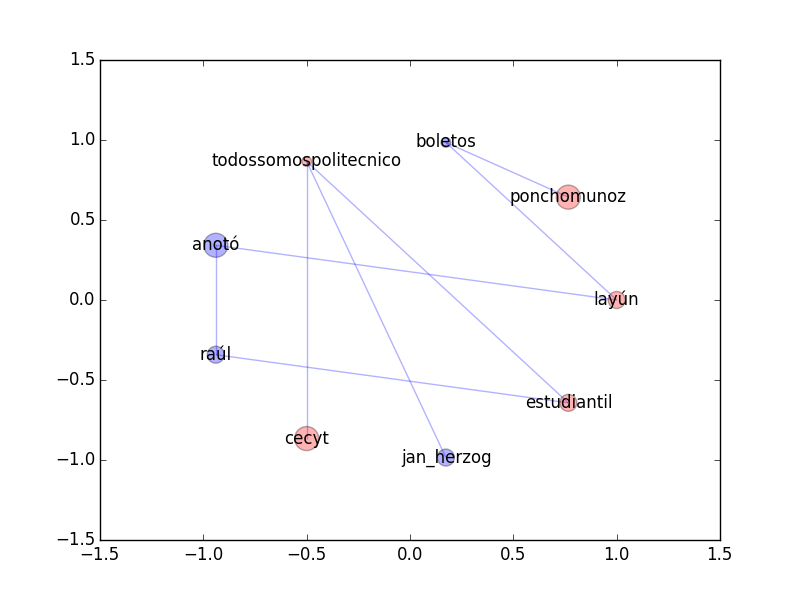 1.5
1.0
0.5
0.0
−0.5
−1.0
−1.5
boletos
todossomospolitecnico
ponchomunoz
anotó
layún
raúl
estudiantil
cecyt
jan_herzog
−1.5 −1.0 −0.5 0.0 0.5 1.0 1.5